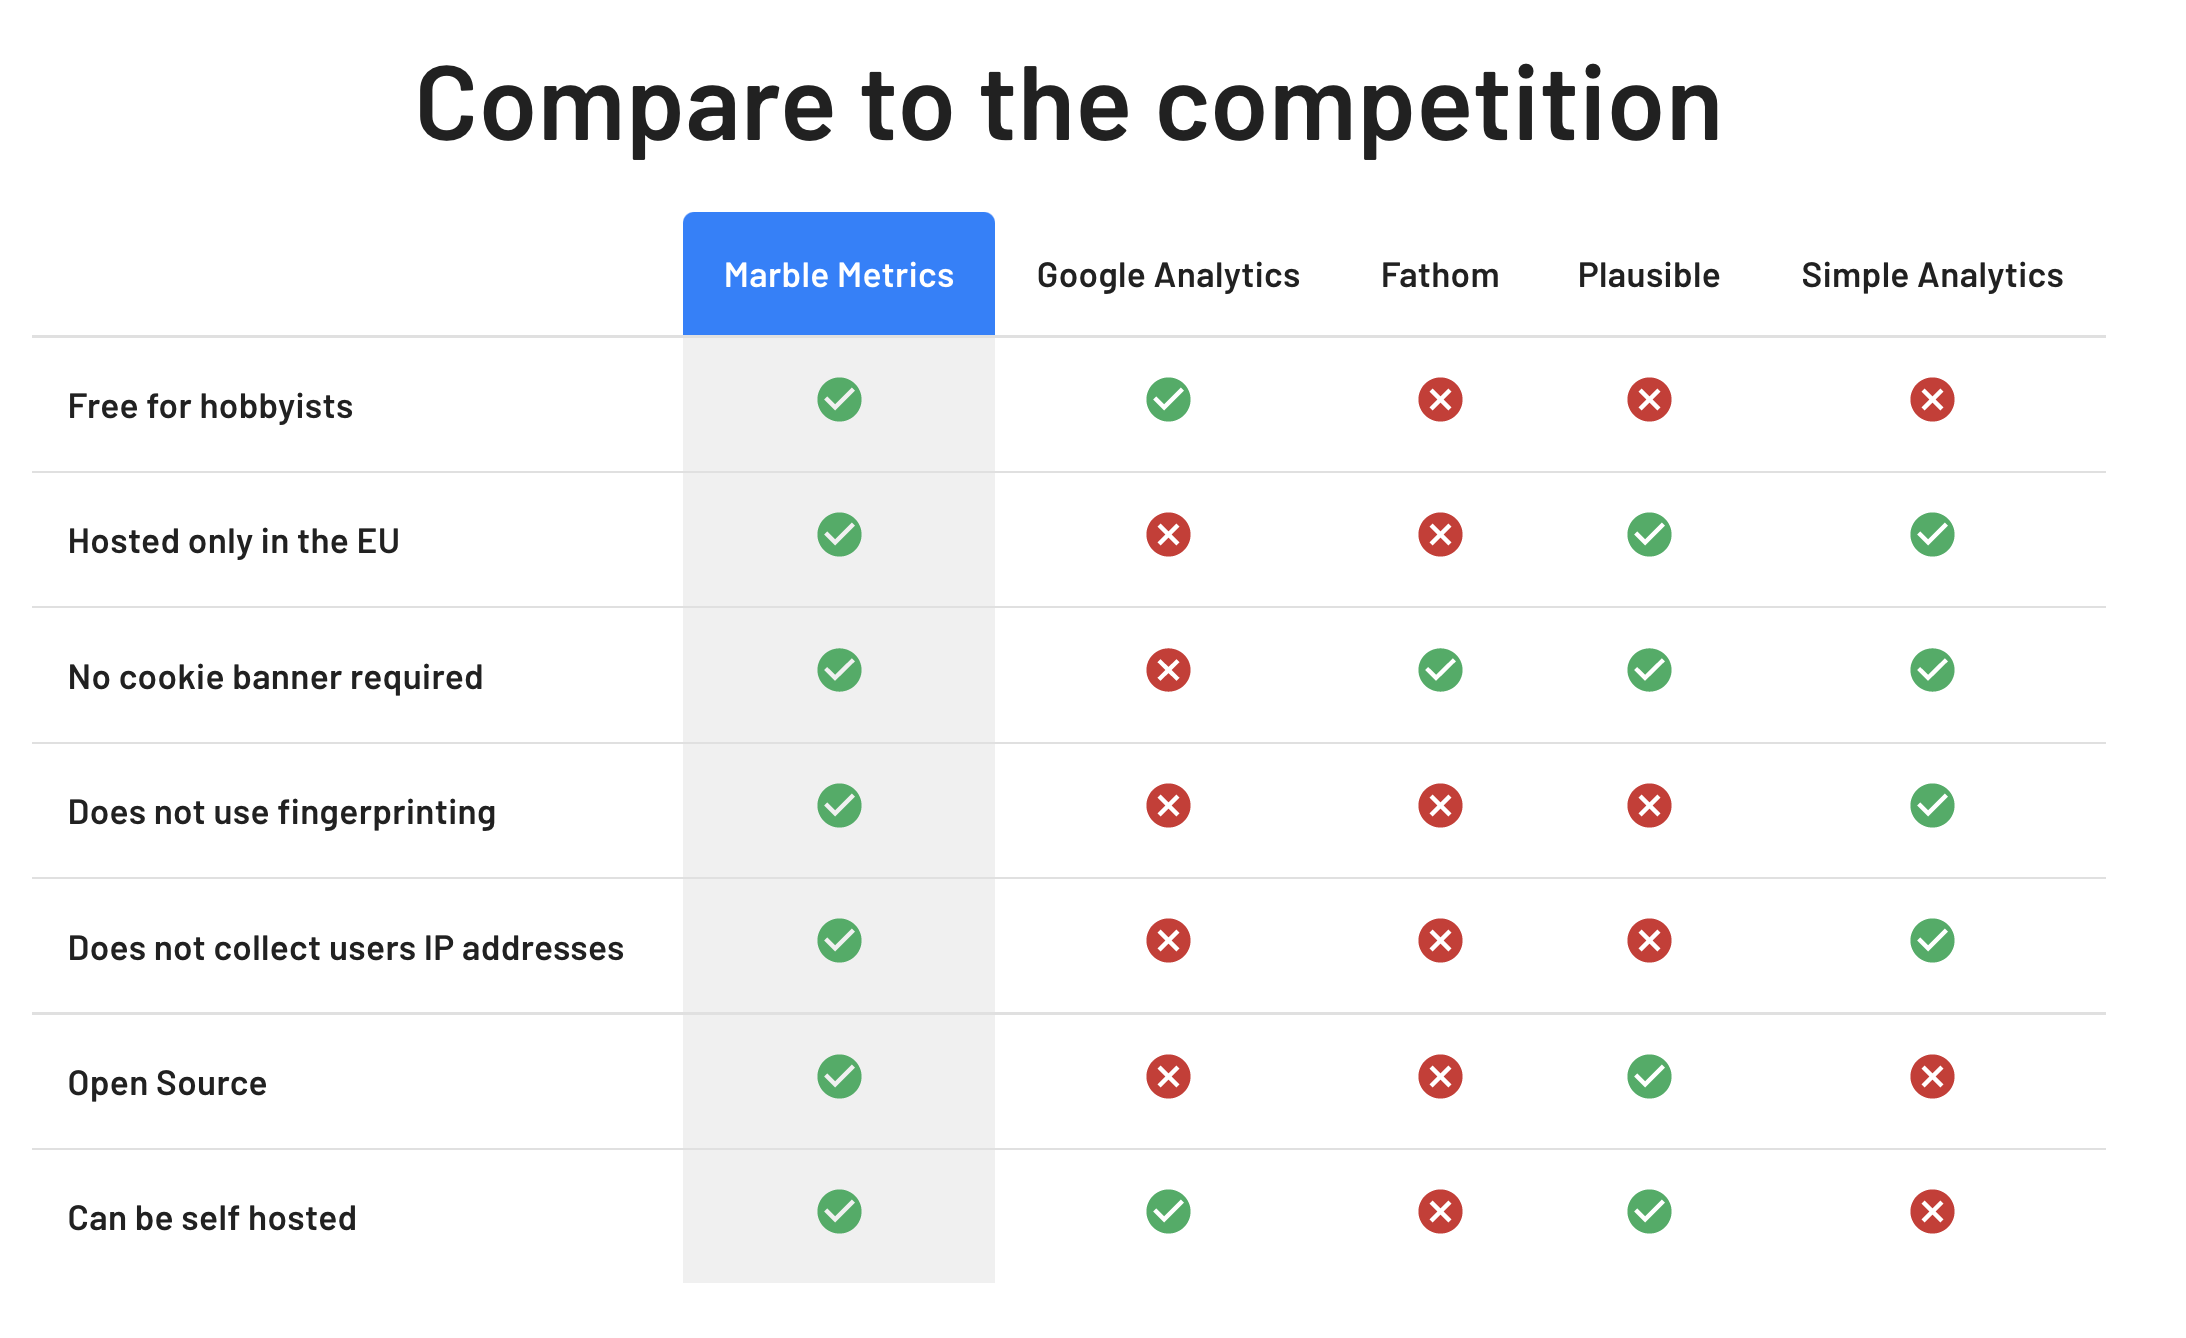 Compare to the competition
Marble Metrics Google Analytics Fathom Plausible Simple Analytics
Free for hobbyists
Hosted only in the EU
No cookie banner required
Does not use fingerprinting
Does not collect users IP addresses
Open Source
Can be self hosted